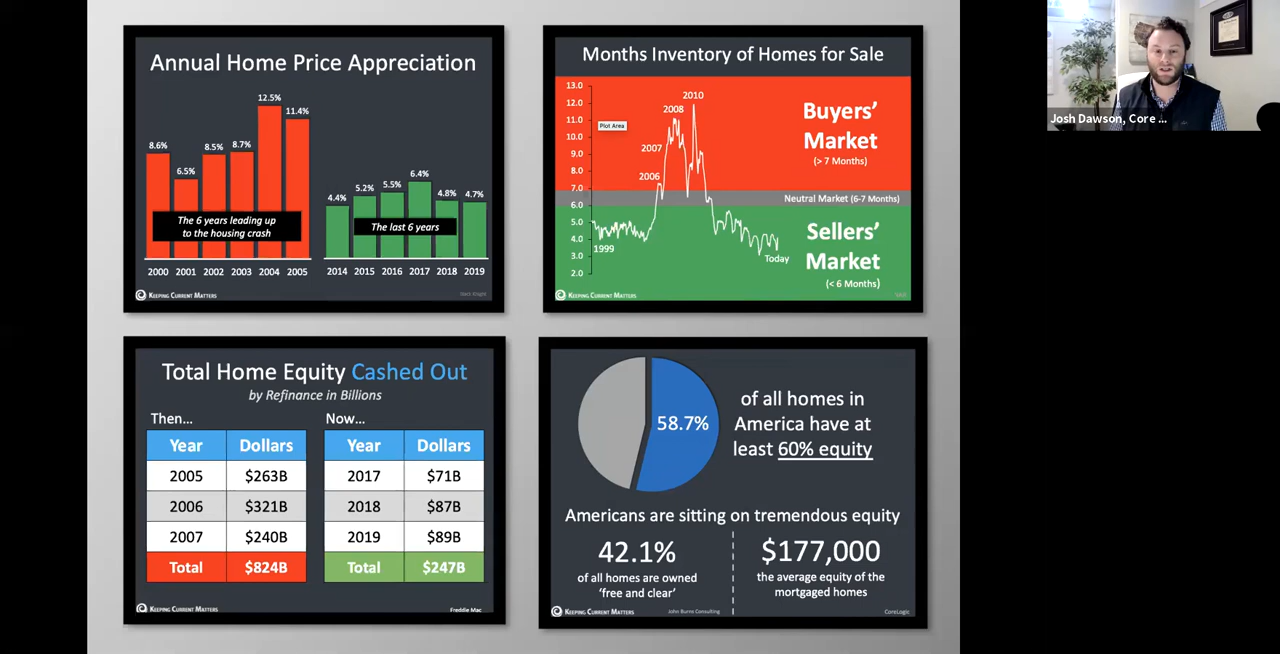 Annual Home Price Appreciation
12.5%
11.4%
8.6%
8.5%
8.7%
6.5%
6.4%
5.5%
5.2%
4.8%
4.7%
4.4%
The 6 years leading up
to the housing crash
The last 6 years
2000 2001 2002 2003 2004 2005 2014 2015 2016 2017 2018 2019
KEEPING CURRENT MATTERS
Black Knight
Months Inventory of Homes for Sale
13.0
12.0
11.0
10.0
9.0
8.0
7.0
6.0
5.0
4.0
3.0
2.0
Plot Area
2010
2008
2007
2006
1999
Today
Buyers’
Market
(> 7 Months)
Neutral Market (6-7 Months)
Sellers’
Market
(< 6 Months)
KEEPING CURRENT MATTERS
NAR
Josh Dawson, Core ...
Total Home Equity Cashed Out
by Refinance in Billions
Then... Now...
Year Dollars Year Dollars
2005 $263B 2017 $71B
2006 $321B 2018 $87B
2007 $240B 2019 $89B
Total $824B Total $247B
KEEPING CURRENT MATTERS
Freddie Mac
58.7%
of all homes in
America have at
least 60% equity
Americans are sitting on tremendous equity
42.1%
of all homes are owned
‘free and clear’
$177,000
the average equity of the
mortgaged homes
KEEPING CURRENT MATTERS
John Burns Consulting
CoreLogic